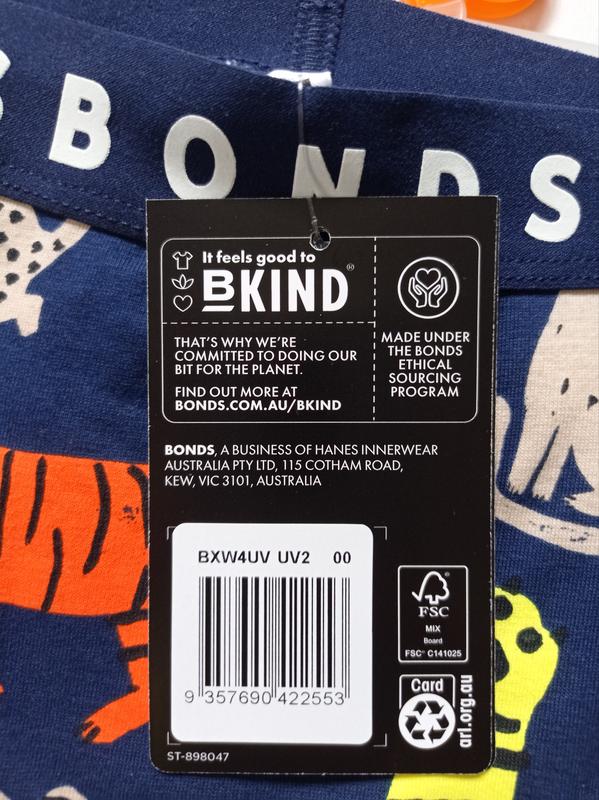 SBONDS
It feels good to
BKIND®
THAT'S WHY WE'RE
COMMITTED TO DOING OUR
BIT FOR THE PLANET.
FIND OUT MORE AT
BONDS.COM.AU/BKIND
MADE UNDER
THE BONDS
ETHICAL
SOURCING
PROGRAM
BONDS, A BUSINESS OF HANES INNERWEAR
AUSTRALIA PTY LTD, 115 COTHAM ROAD,
KEW, VIC 3101, AUSTRALIA
BXW4UV UV2 00
9 357690 422553
FSC
MIX
Board
FSC® C141025
Card
arl.org.au
ST-898047